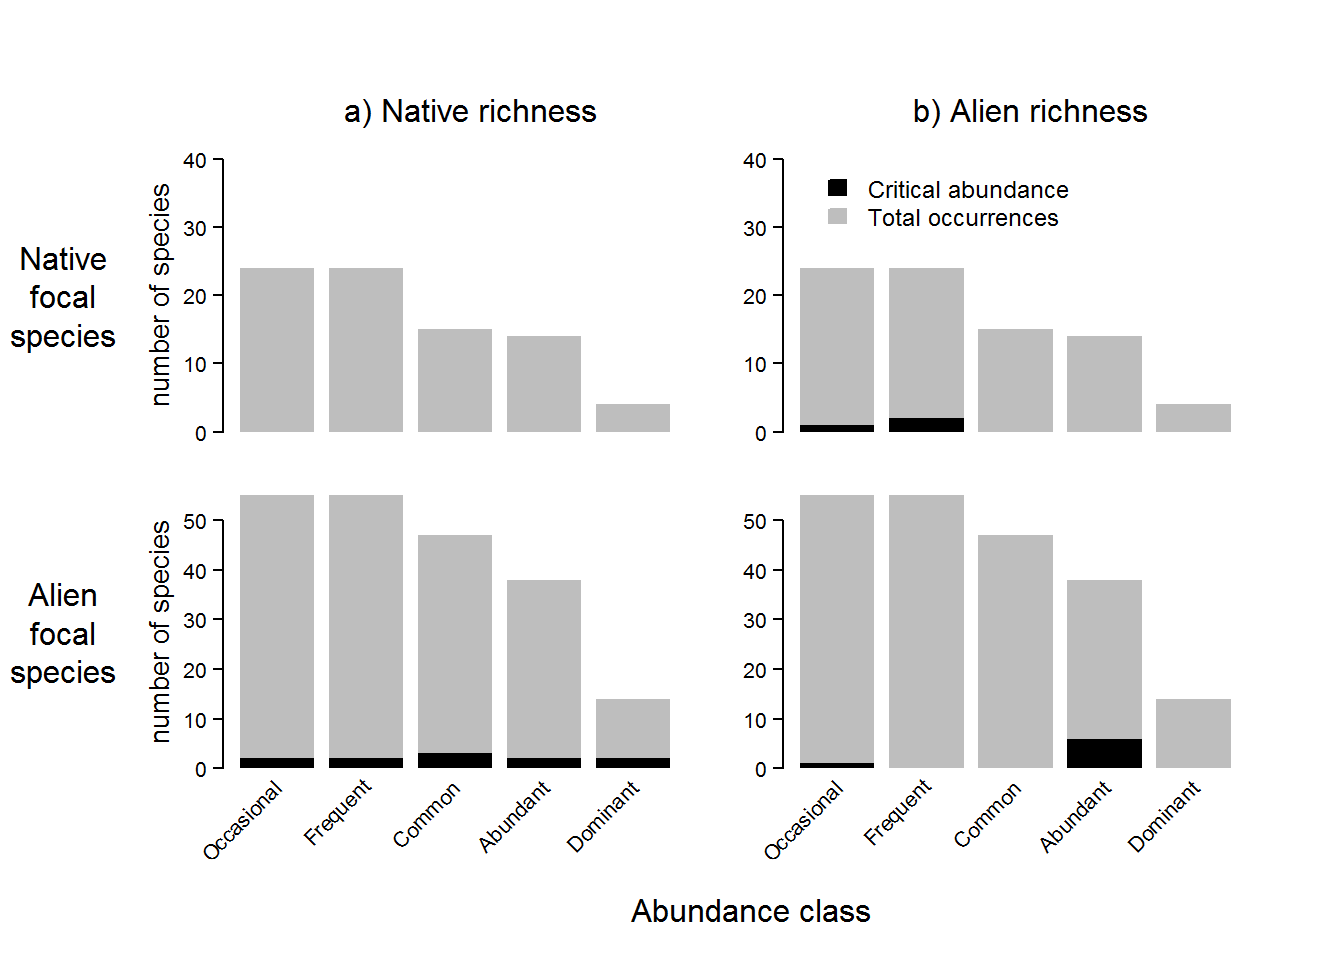 a) Native richness
b) Alien richness
Native
focal
species
number of species
40
30
20
10
0
40
30
20
10
0
Critical abundance
Total occurrences
Alien
focal
species
number of species
50
40
30
20
10
0
50
40
30
20
10
0
Occasional
Frequent
Common
Abundant
Dominant
Occasional
Frequent
Common
Abundant
Dominant
Abundance class